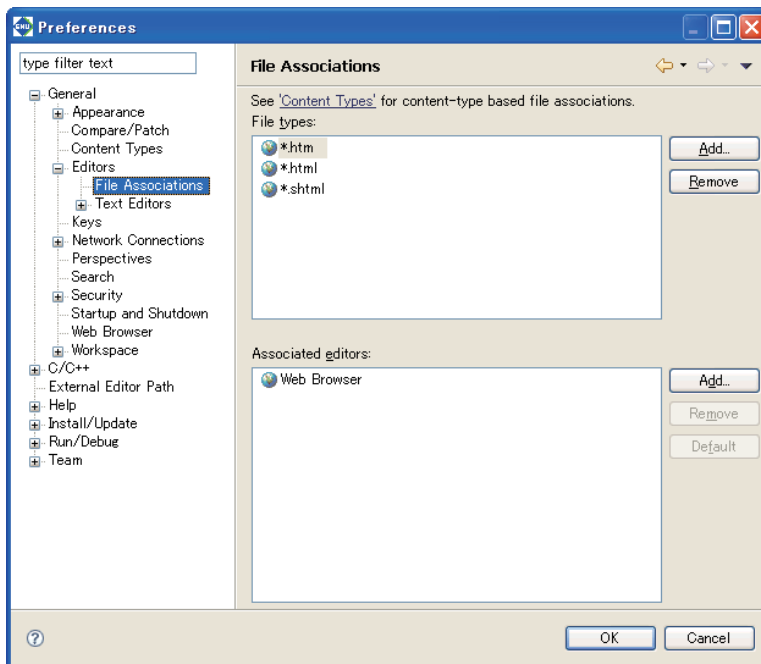 GNU Preferences
type filter text
File Associations
General
Appearance
Compare/Patch
Content Types
Editors
File Associations
Text Editors
Keys
Network Connections
Perspectives
Search
Security
Startup and Shutdown
Web Browser
Workspace
C/C++
External Editor Path
Help
Install/Update
Run/Debug
Team
See 'Content Types' for content-type based file associations.
File types:
*.htm
*.html
*.shtml
Add...
Remove
Associated editors:
Web Browser
Add...
Remove
Default
?
OK
Cancel